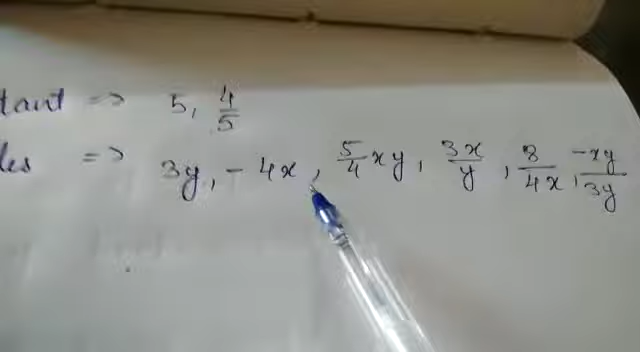 tant => 5, 4/5
les => 3y, -4x, 5/4 xy, 3x/y, 8/4x, -xy/3y